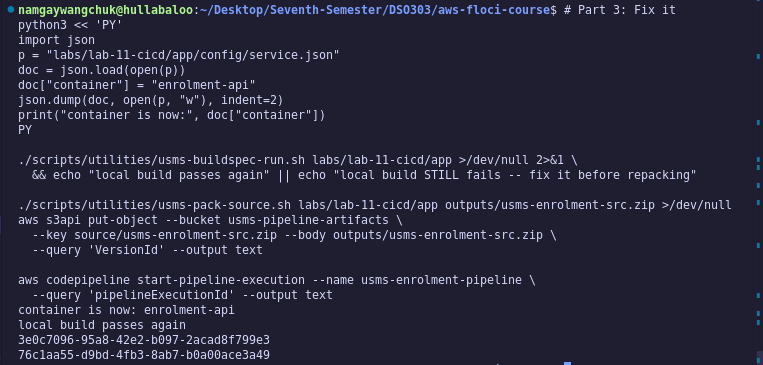 namgaywangchuk@hullabaloo:~/Desktop/Seventh-Semester/DSO303/aws-floci-course$ # Part 3: Fix it
python3 << 'PY'
import json
p = "labs/lab-11-cicd/app/config/service.json"
doc = json.load(open(p))
doc["container"] = "enrolment-api"
json.dump(doc, open(p, "w"), indent=2)
print("container is now:", doc["container"])
PY

./scripts/utilities/usms-buildspec-run.sh labs/lab-11-cicd/app >/dev/null 2>&1 \
  && echo "local build passes again" || echo "local build STILL fails -- fix it before repacking"

./scripts/utilities/usms-pack-source.sh labs/lab-11-cicd/app outputs/usms-enrolment-src.zip >/dev/null
aws s3api put-object --bucket usms-pipeline-artifacts \
  --key source/usms-enrolment-src.zip --body outputs/usms-enrolment-src.zip \
  --query 'VersionId' --output text

aws codepipeline start-pipeline-execution --name usms-enrolment-pipeline \
  --query 'pipelineExecutionId' --output text
container is now: enrolment-api
local build passes again
3e0c7096-95a8-42e2-b097-2acad8f799e3
76c1aa55-d9bd-4fb3-8ab7-b0a00ace3a49